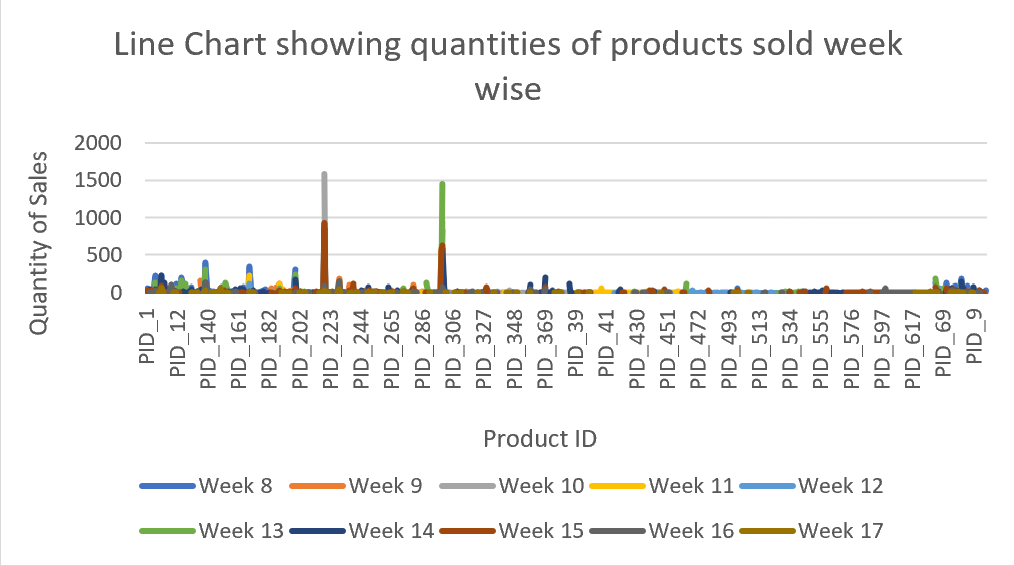 Line Chart showing quantities of products sold week
wise
Quantity of Sales
2000
1500
1000
500
0
PID_1
PID_12
PID_140
PID_161
PID_182
PID_202
PID_223
PID_244
PID_265
PID_286
PID_306
PID_327
PID_348
PID_369
PID_39
PID_41
PID_430
PID_451
PID_472
PID_493
PID_513
PID_534
PID_555
PID_576
PID_597
PID_617
PID_69
PID_9
Product ID
Week 8 Week 9 Week 10 Week 11 Week 12
Week 13 Week 14 Week 15 Week 16 Week 17